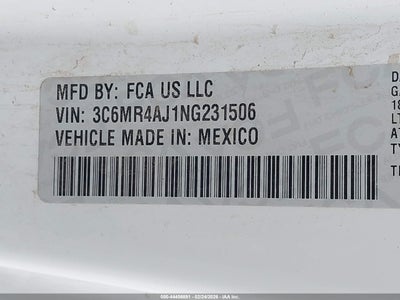 MFD BY: FCA US LLC
VIN: 3C6MR4AJ1NG231506
VEHICLE MADE IN: MEXICO